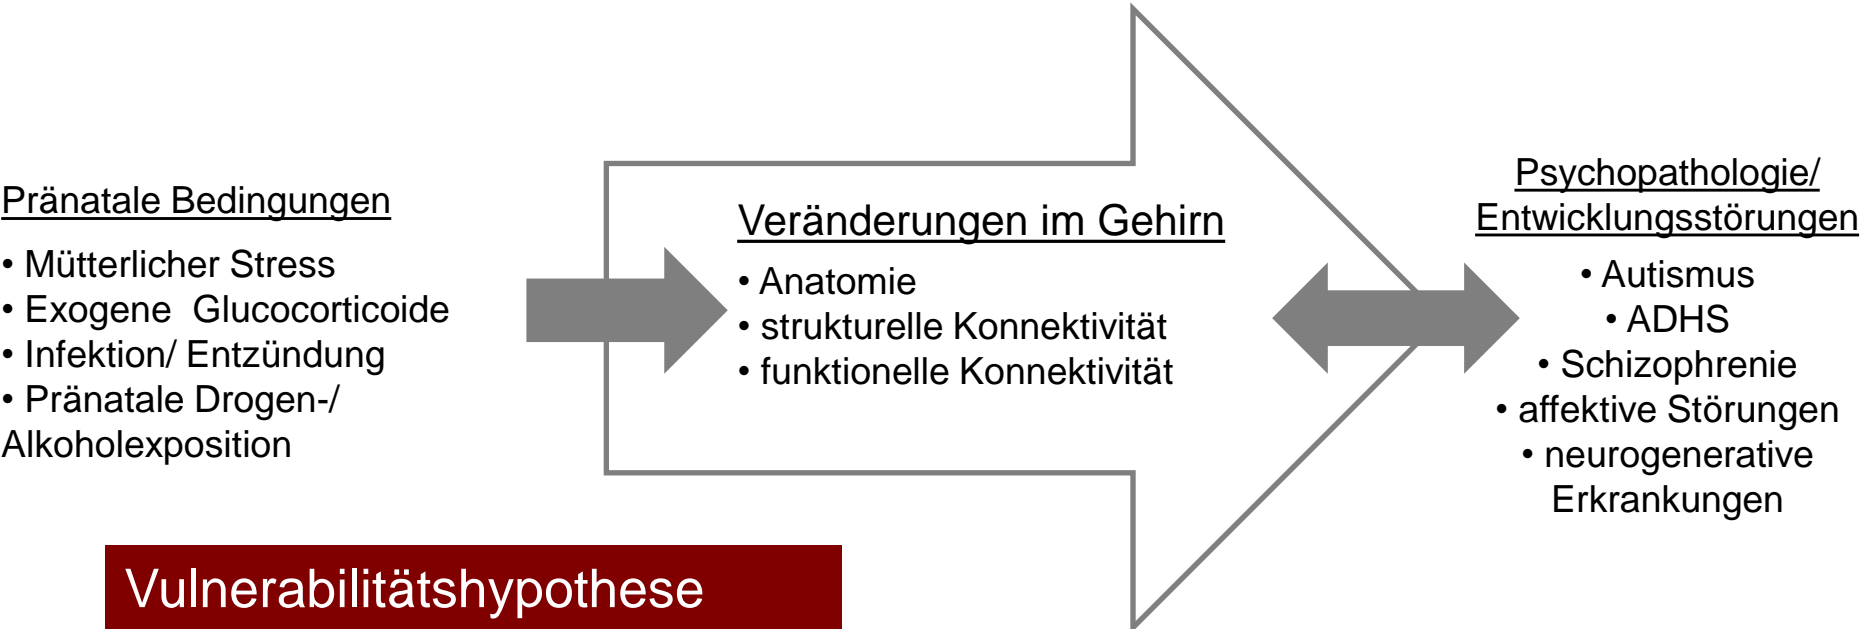 Pränatale Bedingungen
• Mütterlicher Stress
• Exogene Glucocorticoide
• Infektion/ Entzündung
• Pränatale Drogen-/
Alkoholexposition
Veränderungen im Gehirn
• Anatomie
• strukturelle Konnektivität
• funktionelle Konnektivität
Psychopathologie/
Entwicklungsstörungen
• Autismus
• ADHS
• Schizophrenie
• affektive Störungen
• neurogenerative
Erkrankungen
Vulnerabilitätshypothese